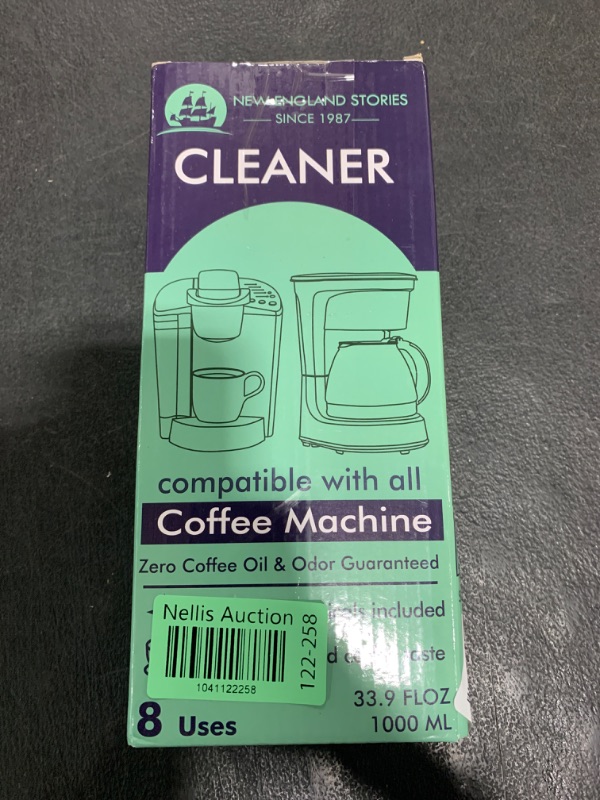 NEW ENGLAND STORIES
SINCE 1987
CLEANER
compatible with all
Coffee Machine
Zero Coffee Oil & Odor Guaranteed
included
Nellis Auction
122-258
1041122258
33.9 FLOZ
8 Uses
1000 ML